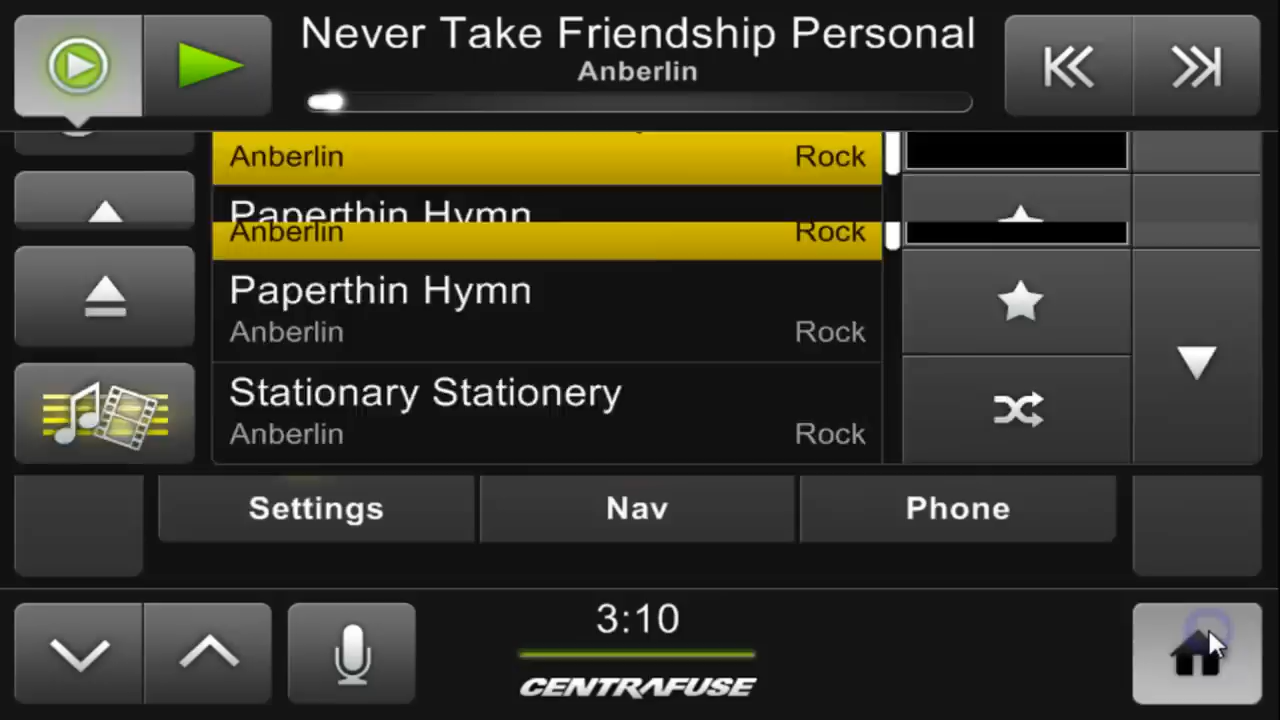 Never Take Friendship Personal
Anberlin
Anberlin Rock
Paperthin Hymn
Anberlin Rock
Paperthin Hymn
Anberlin Rock
Stationary Stationery
Anberlin Rock
Settings Nav Phone
3:10
CENTRAFUSE